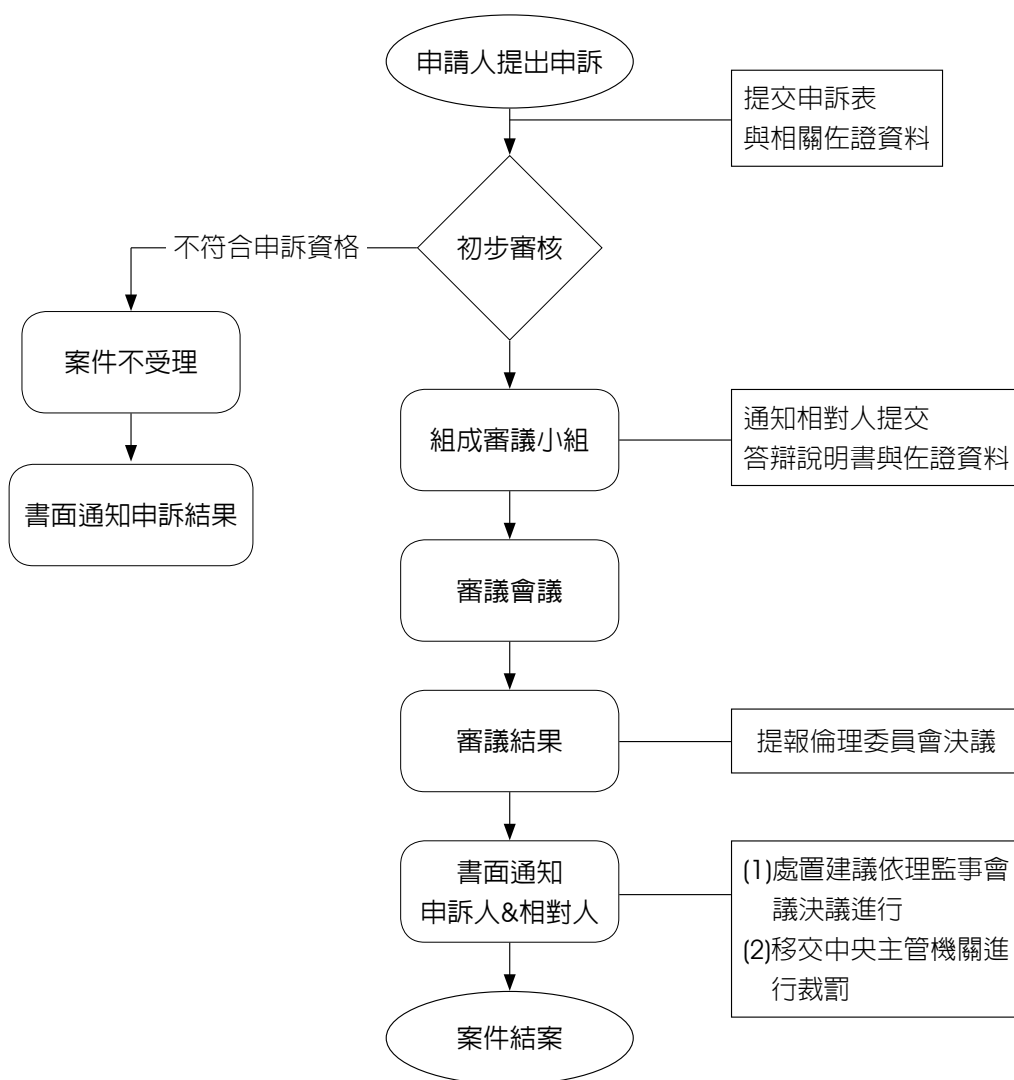 申請人提出申訴
提交申訴表
與相關佐證資料
初步審核
不符合申訴資格
案件不受理
書面通知申訴結果
組成審議小組
通知相對人提交
答辯說明書與佐證資料
審議會議
審議結果
提報倫理委員會決議
書面通知
申訴人&相對人
(1)處置建議依理監事會
議決議進行
(2)移交中央主管機關進
行裁罰
案件結案